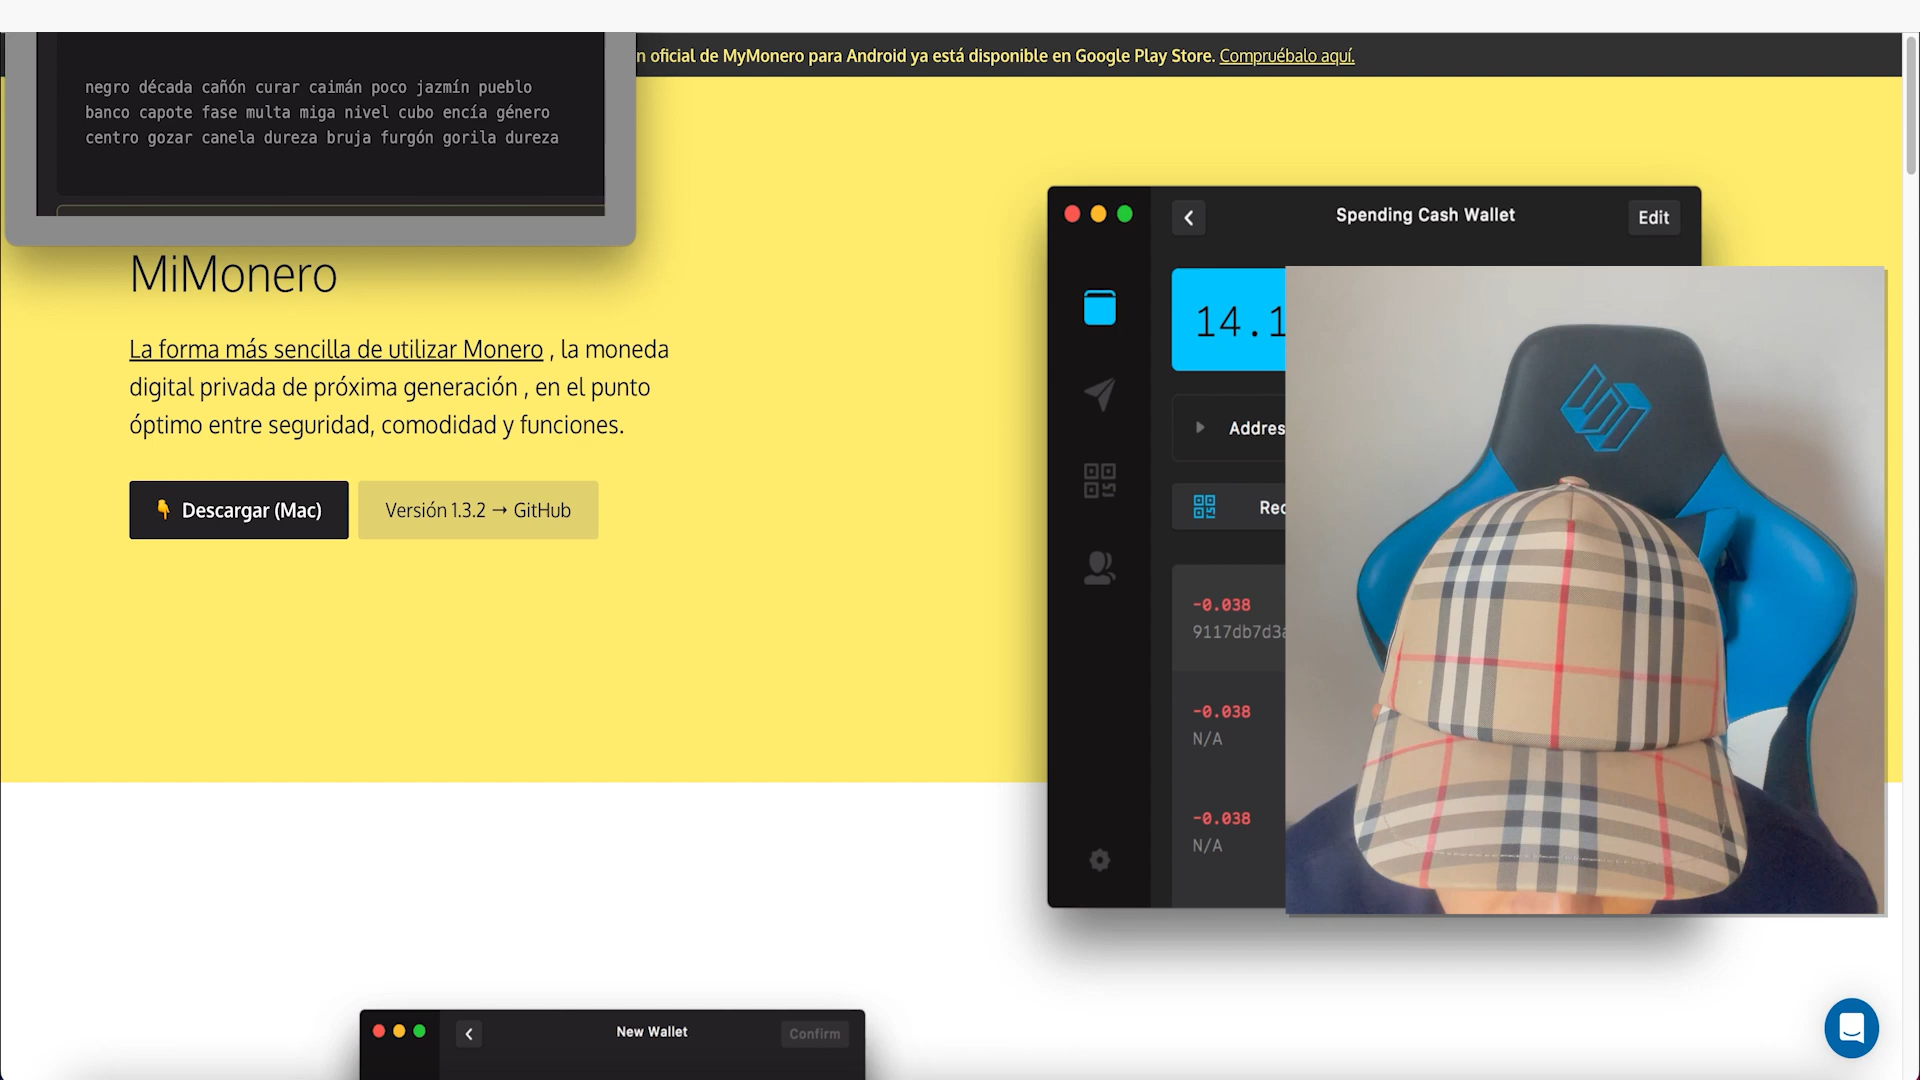 n oficial de MyMonero para Android ya está disponible en Google Play Store. Compruébalo aquí.
negro década cañón curar caimán poco jazmín pueblo
banco capote fase multa miga nivel cubo encía género
centro gozar canela dureza bruja furgón gorila dureza
MiMonero
La forma más sencilla de utilizar Monero , la moneda
digital privada de próxima generación , en el punto
óptimo entre seguridad, comodidad y funciones.
Descargar (Mac)
Versión 1.3.2 → GitHub
Spending Cash Wallet
Edit
14.1
Addres
Rec
-0.038
9117db7d3a
-0.038
N/A
-0.038
N/A
New Wallet
Confirm